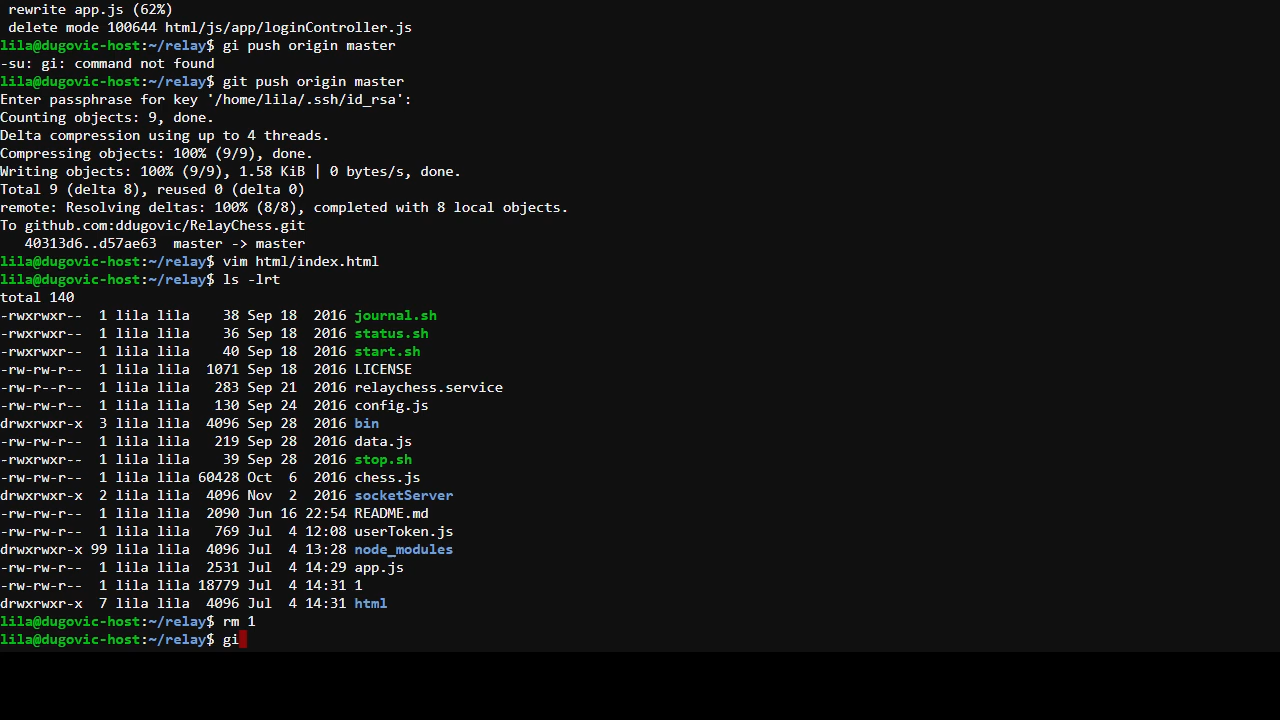 rewrite app.js (62%)
delete mode 100644 html/js/app/loginController.js
lila@dugovic-host:~/relay$ gi push origin master
-su: gi: command not found
lila@dugovic-host:~/relay$ git push origin master
Enter passphrase for key '/home/lila/.ssh/id_rsa':
Counting objects: 9, done.
Delta compression using up to 4 threads.
Compressing objects: 100% (9/9), done.
Writing objects: 100% (9/9), 1.58 KiB | 0 bytes/s, done.
Total 9 (delta 8), reused 0 (delta 0)
remote: Resolving deltas: 100% (8/8), completed with 8 local objects.
To github.com:ddugovic/RelayChess.git
   40313d6..d57ae63  master -> master
lila@dugovic-host:~/relay$ vim html/index.html
lila@dugovic-host:~/relay$ ls -lrt
total 140
-rwxrwxr--  1 lila lila    38 Sep 18  2016 journal.sh
-rwxrwxr--  1 lila lila    36 Sep 18  2016 status.sh
-rwxrwxr--  1 lila lila    40 Sep 18  2016 start.sh
-rw-rw-r--  1 lila lila  1071 Sep 18  2016 LICENSE
-rw-r--r--  1 lila lila   283 Sep 21  2016 relaychess.service
-rw-rw-r--  1 lila lila   130 Sep 24  2016 config.js
drwxrwxr-x  3 lila lila  4096 Sep 28  2016 bin
-rw-rw-r--  1 lila lila   219 Sep 28  2016 data.js
-rwxrwxr--  1 lila lila    39 Sep 28  2016 stop.sh
-rw-rw-r--  1 lila lila 60428 Oct  6  2016 chess.js
drwxrwxr-x  2 lila lila  4096 Nov  2  2016 socketServer
-rw-rw-r--  1 lila lila  2090 Jun 16 22:54 README.md
-rw-rw-r--  1 lila lila   769 Jul  4 12:08 userToken.js
drwxrwxr-x 99 lila lila  4096 Jul  4 13:28 node_modules
-rw-rw-r--  1 lila lila  2531 Jul  4 14:29 app.js
-rw-rw-r--  1 lila lila 18779 Jul  4 14:31 1
drwxrwxr-x  7 lila lila  4096 Jul  4 14:31 html
lila@dugovic-host:~/relay$ rm 1
lila@dugovic-host:~/relay$ gi